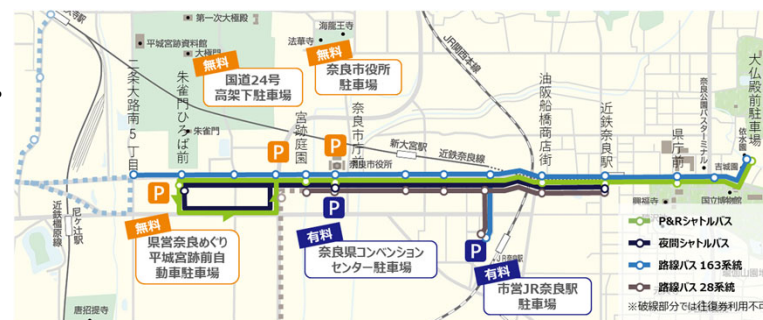 第一次大極殿
平城宮跡資料館
大極門
海龍王寺
法華寺
JR関西本線
無料
国道24号
高架下駐車場
無料
奈良市役所
駐車場
二条大路南5丁目
朱雀門ひろば前
朱雀門
宮跡庭園
奈良市庁前
奈良市役所
新大宮駅
近鉄奈良線
油阪船橋商店街
近鉄奈良駅
県庁前
奈良公園バスターミナル
大仏殿前駐車場
依水園
吉城園
興福寺
国立博物館
P
P
P
P
P
無料
県営奈良めぐり
平城宮跡前自
動車駐車場
有料
奈良県コンベンション
センター駐車場
有料
市営JR奈良駅
駐車場
JR奈良駅
近鉄橿原線
尼ヶ辻駅
唐招提寺
P&Rシャトルバス
夜間シャトルバス
路線バス 163系統
路線バス 28系統
※破線部分では往復券利用不可